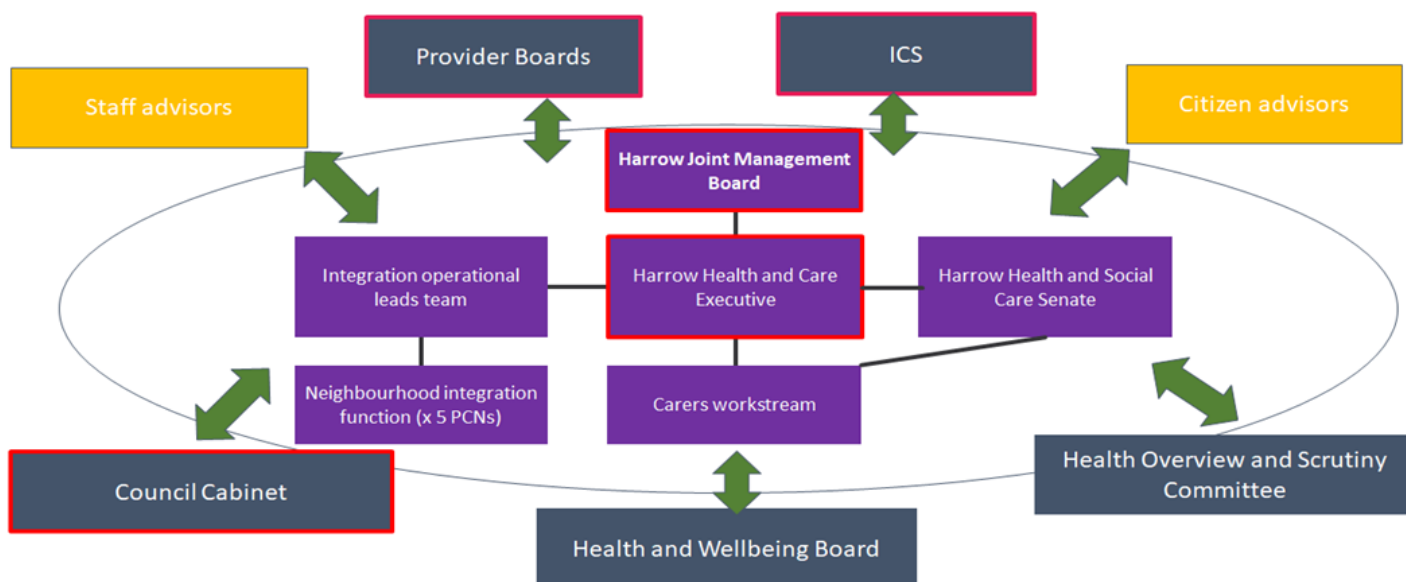 Provider Boards
ICS
Staff advisors
Citizen advisors
Harrow Joint Management
Board
Integration operational
leads team
Harrow Health and Care
Executive
Harrow Health and Social
Care Senate
Neighbourhood integration
function (x 5 PCNs)
Carers workstream
Council Cabinet
Health Overview and Scrutiny
Committee
Health and Wellbeing Board